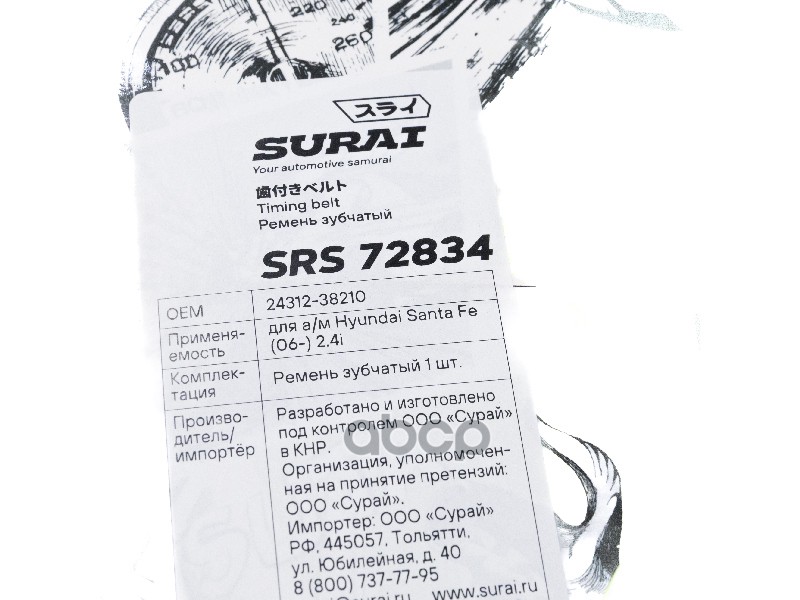 220
240
260
100
スライ
SURAI
Your automotive samurai
歯付きベルト
Timing belt
Ремень зубчатый
SRS 72834
OEM
24312-38210
Применя-
емость
для а/м Hyundai Santa Fe
(06-) 2.4i
Комплек-
тация
Ремень зубчатый 1 шт.
Произво-
дитель/
импортёр
Разработано и изготовлено
под контролем ООО «Сурай»
в КНР.
Организация, уполномочен-
ная на принятие претензий:
ООО «Сурай».
Импортер: ООО «Сурай»
РФ, 445057, Тольятти,
ул. Юбилейная, д. 40
8 (800) 737-77-95
www.surai.ru
abcp